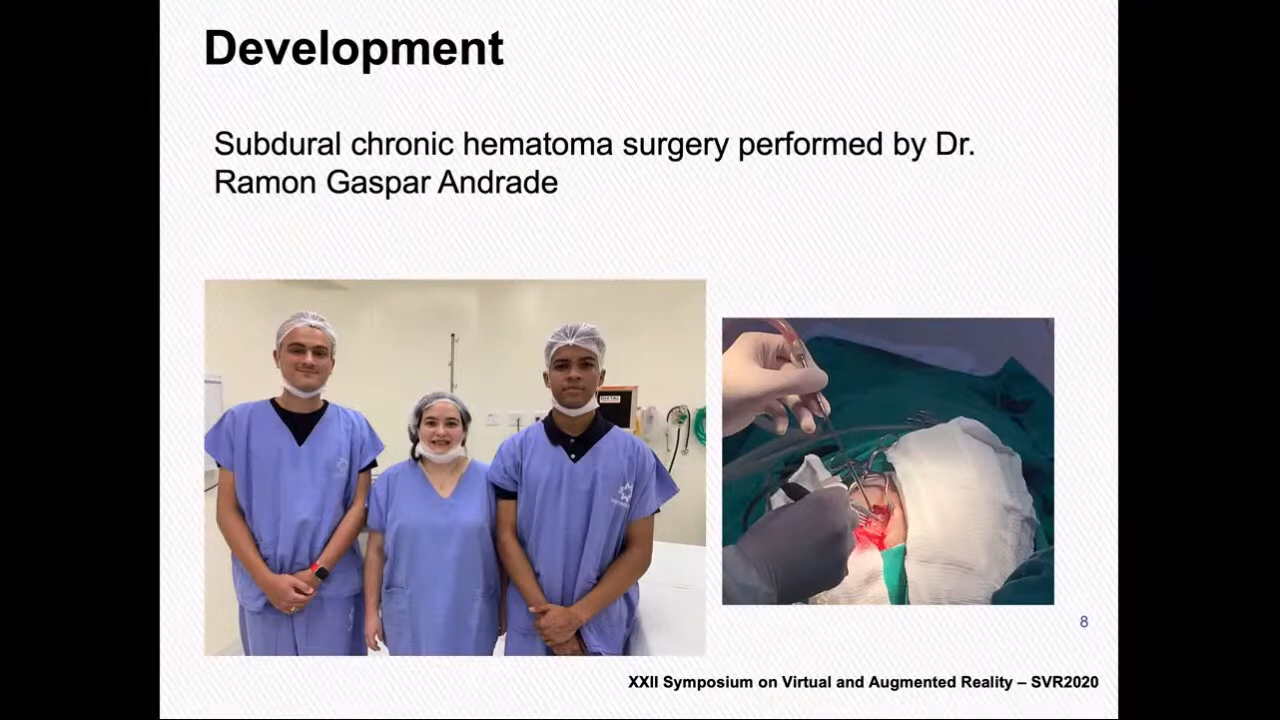 Development
Subdural chronic hematoma surgery performed by Dr.
Ramon Gaspar Andrade
8
XXII Symposium on Virtual and Augmented Reality – SVR2020